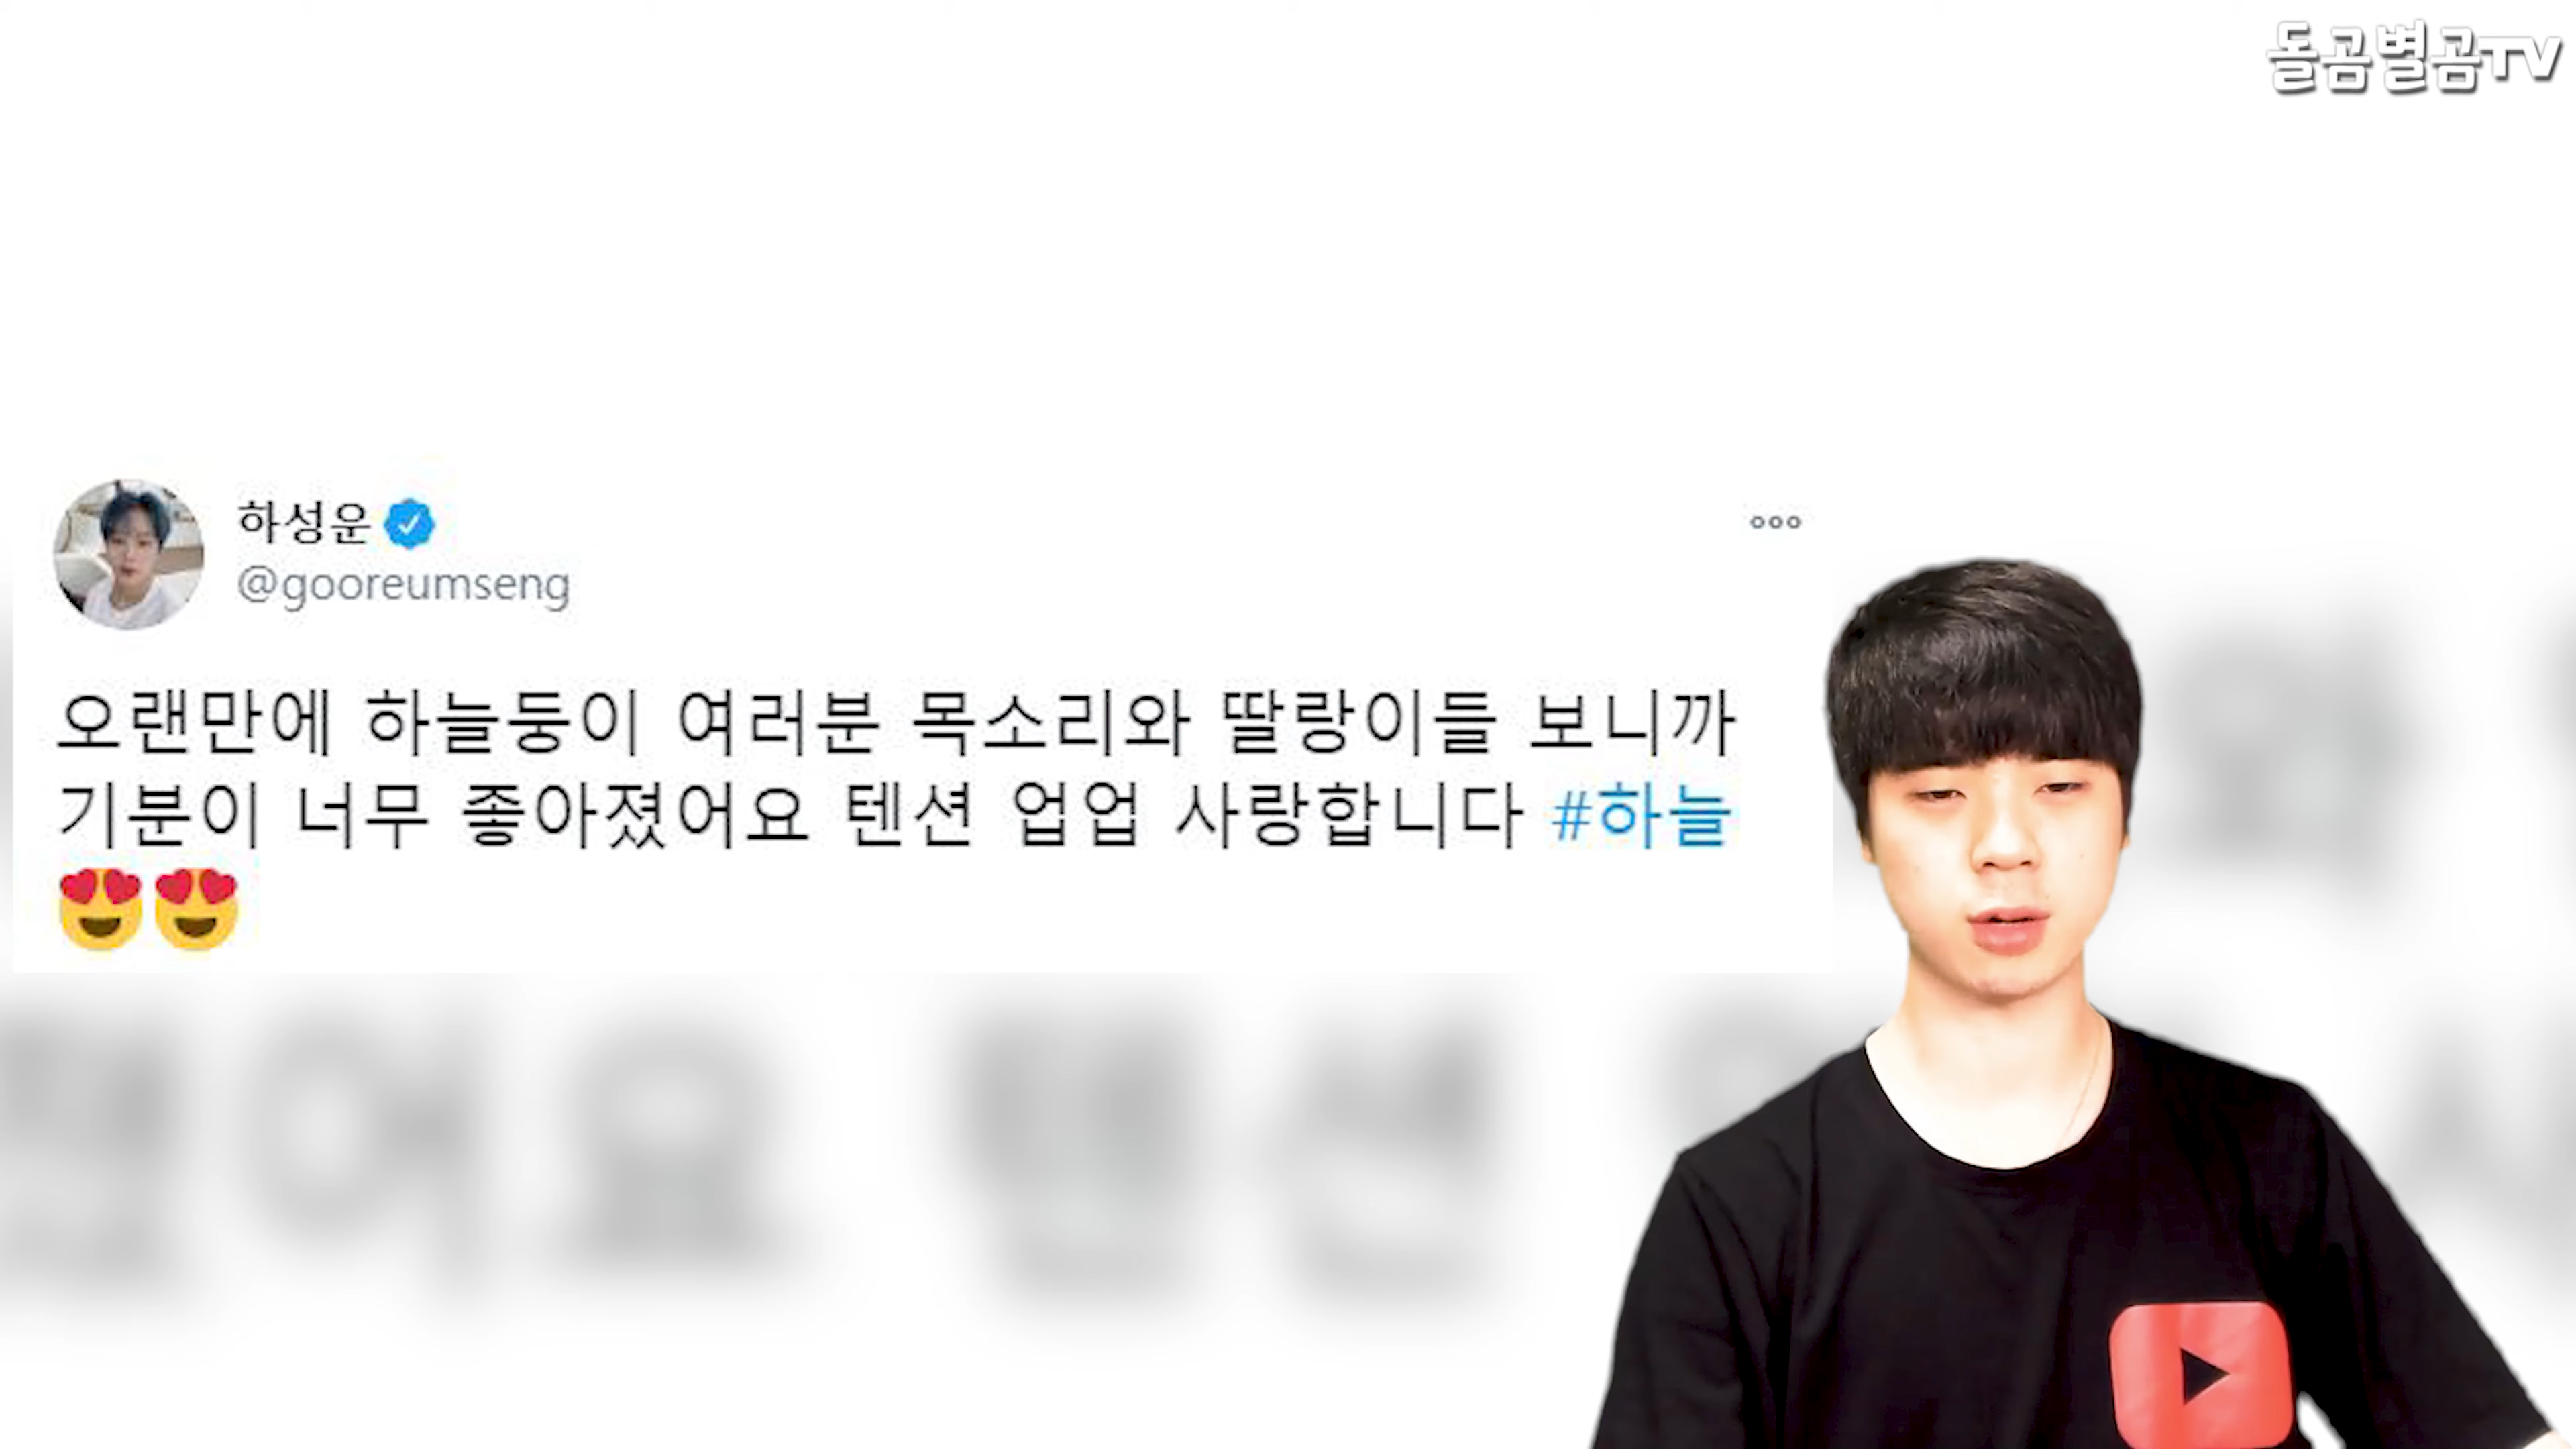 돌곰별곰TV
하성운
@gooreumseng
오랜만에 하늘둥이 여러분 목소리와 딸랑이들 보니까
기분이 너무 좋아졌어요 텐션 업업 사랑합니다 #하늘
😍😍